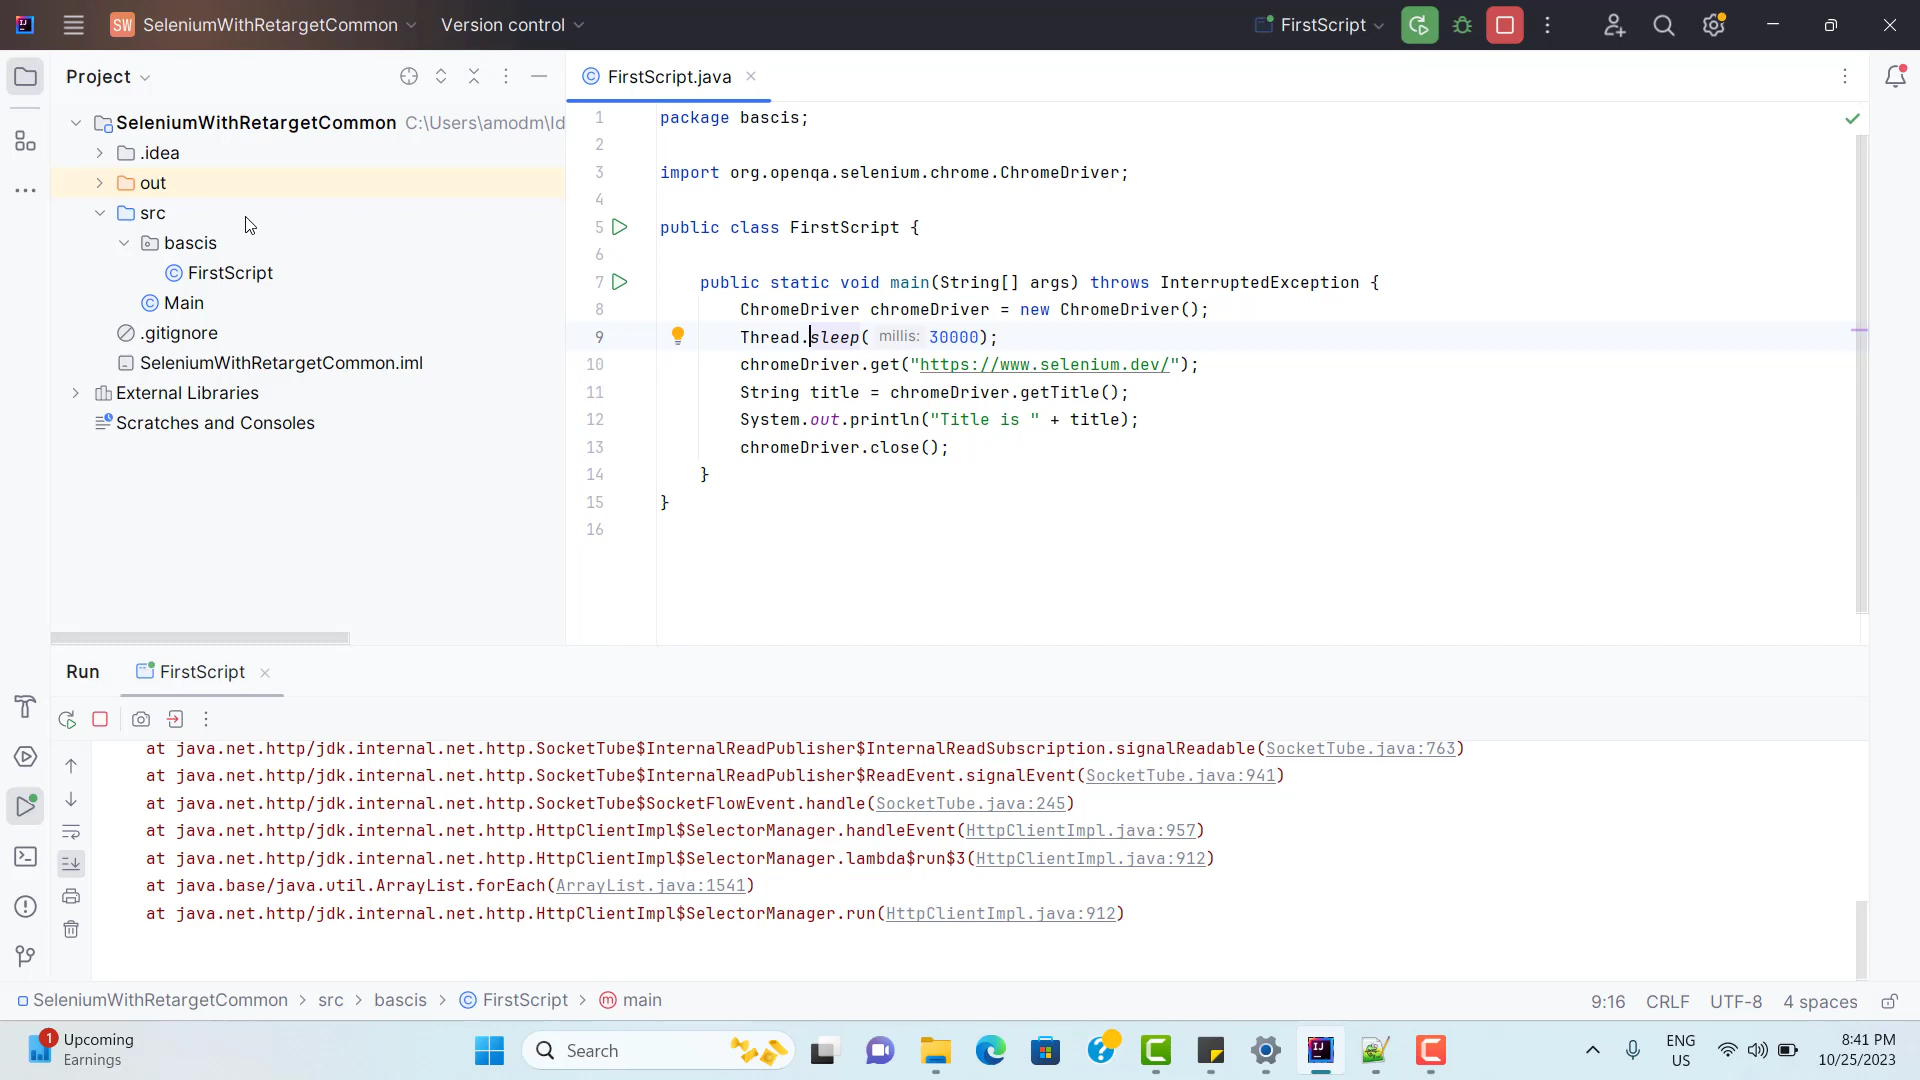 SW SeleniumWithRetargetCommon Version control FirstScript
Project
FirstScript.java
SeleniumWithRetargetCommon C:\Users\amodm\Id
.idea
out
src
bascis
FirstScript
Main
.gitignore
SeleniumWithRetargetCommon.iml
External Libraries
Scratches and Consoles
1 package bascis;
2
3 import org.openqa.selenium.chrome.ChromeDriver;
4
5 public class FirstScript {
6
7 public static void main(String[] args) throws InterruptedException {
8 ChromeDriver chromeDriver = new ChromeDriver();
9 Thread.sleep( millis: 30000);
10 chromeDriver.get("https://www.selenium.dev/");
11 String title = chromeDriver.getTitle();
12 System.out.println("Title is " + title);
13 chromeDriver.close();
14 }
15 }
16
Run FirstScript
at java.net.http/jdk.internal.net.http.SocketTube$InternalReadPublisher$InternalReadSubscription.signalReadable(SocketTube.java:763)
at java.net.http/jdk.internal.net.http.SocketTube$InternalReadPublisher$ReadEvent.signalEvent(SocketTube.java:941)
at java.net.http/jdk.internal.net.http.SocketTube$SocketFlowEvent.handle(SocketTube.java:245)
at java.net.http/jdk.internal.net.http.HttpClientImpl$SelectorManager.handleEvent(HttpClientImpl.java:957)
at java.net.http/jdk.internal.net.http.HttpClientImpl$SelectorManager.lambda$run$3(HttpClientImpl.java:912)
at java.base/java.util.ArrayList.forEach(ArrayList.java:1541)
at java.net.http/jdk.internal.net.http.HttpClientImpl$SelectorManager.run(HttpClientImpl.java:912)
SeleniumWithRetargetCommon > src > bascis > FirstScript > main
9:16 CRLF UTF-8 4 spaces
1 Upcoming
Earnings
Search
ENG
US
8:41 PM
10/25/2023